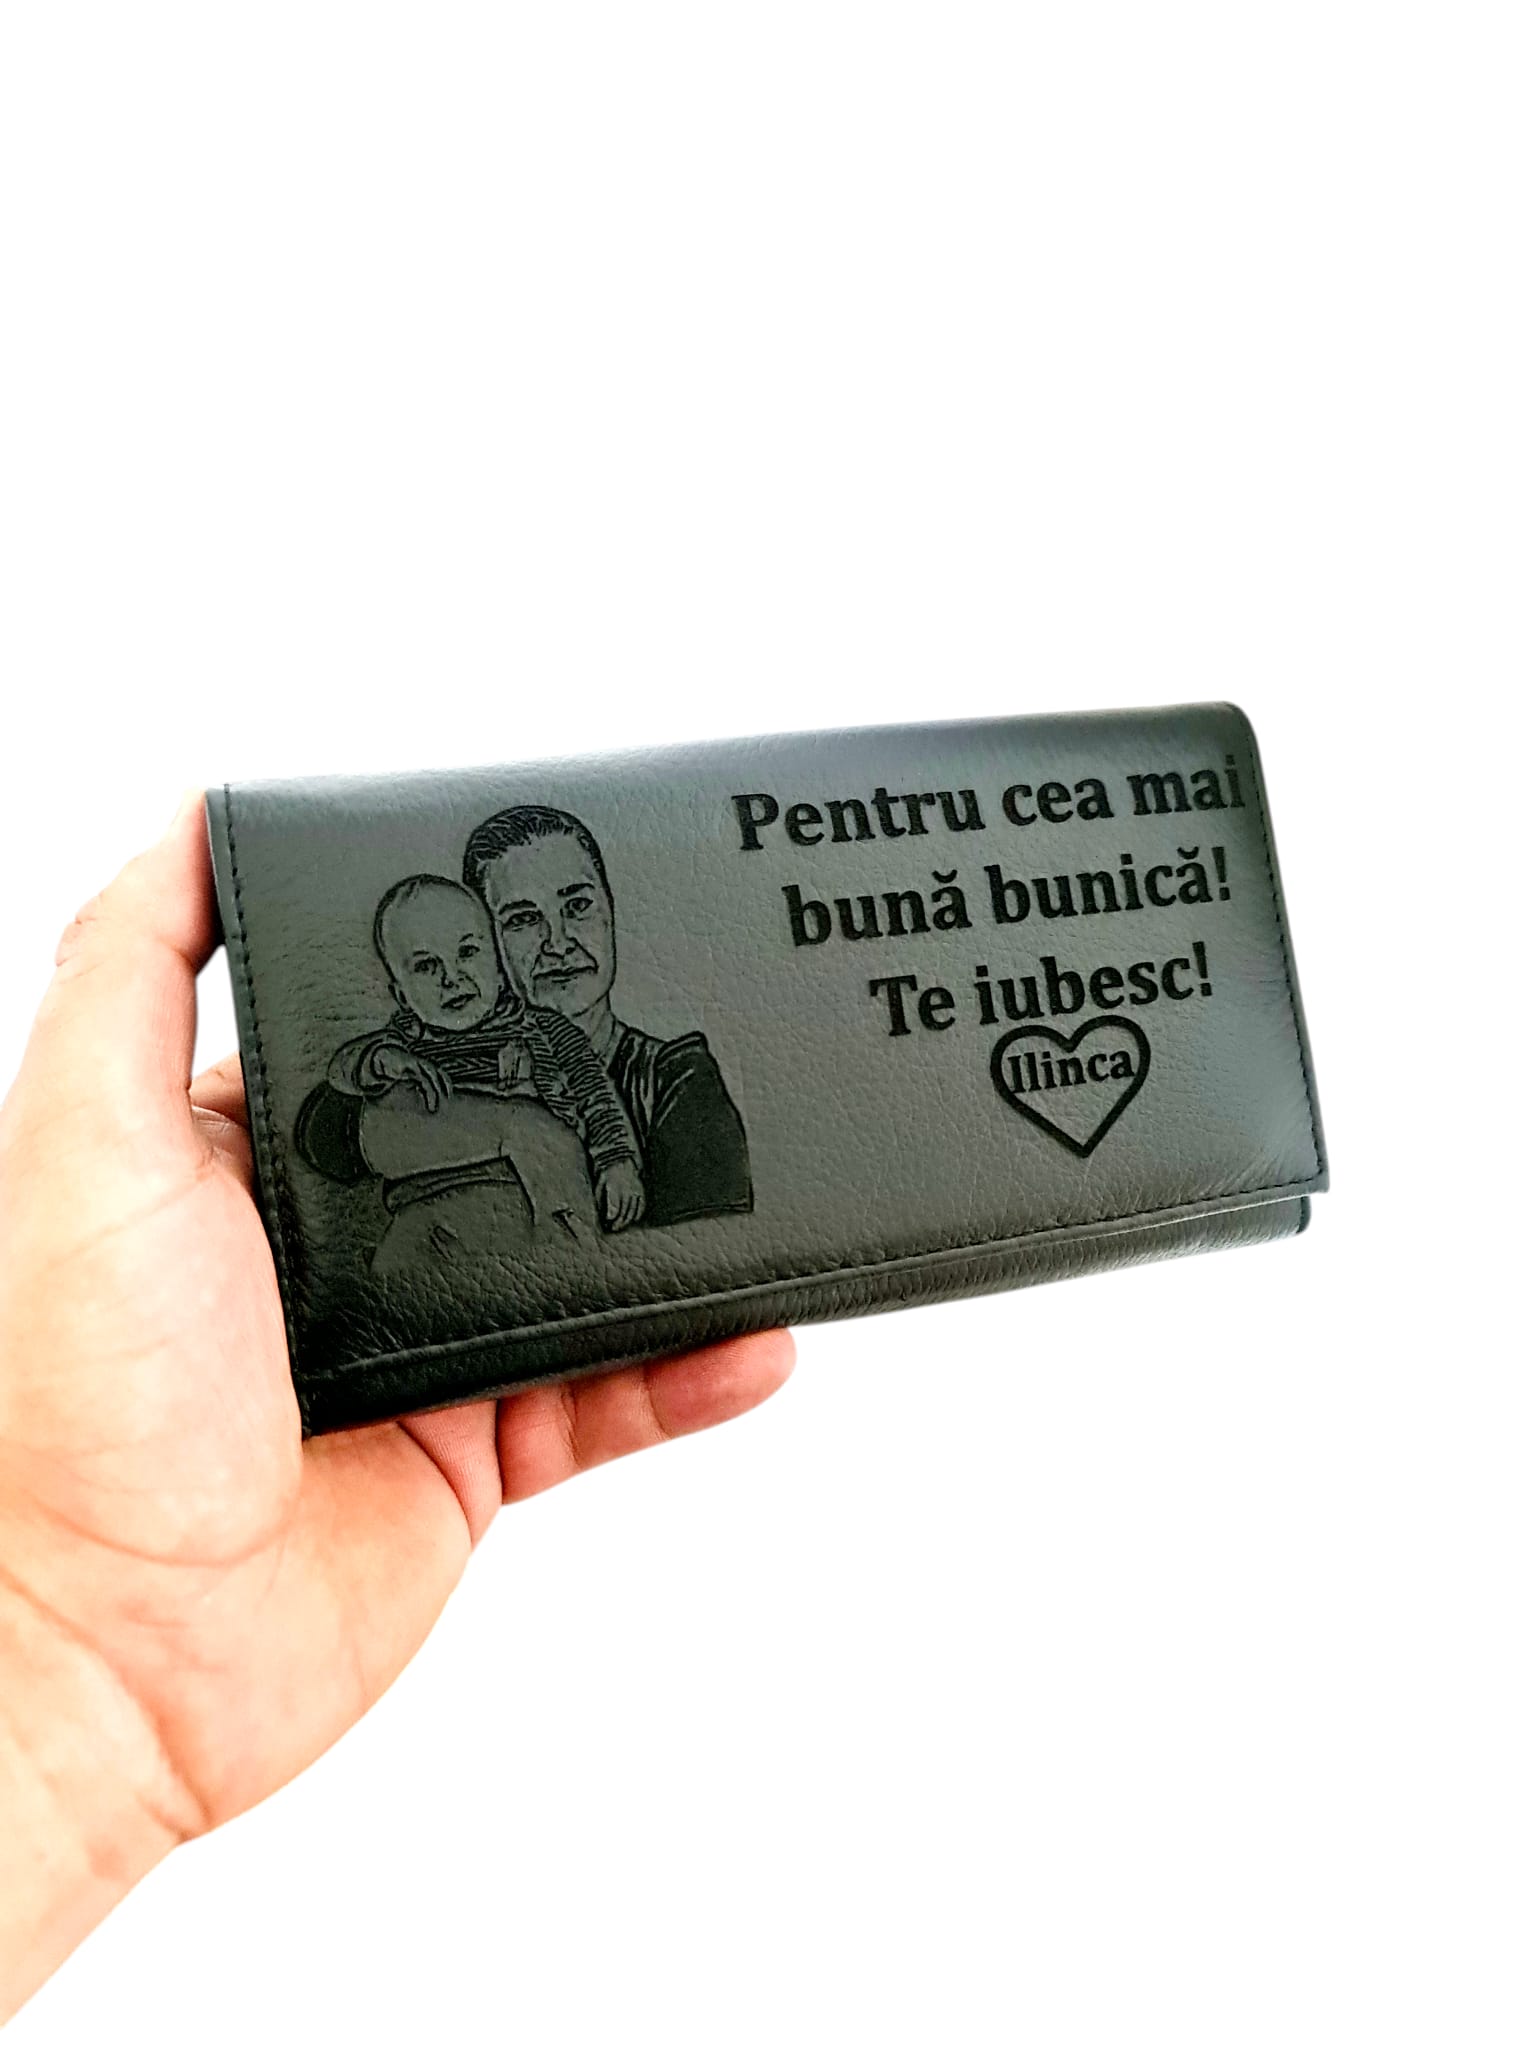 Pentru cea mai
bună bunică!
Te iubesc!
Ilinca